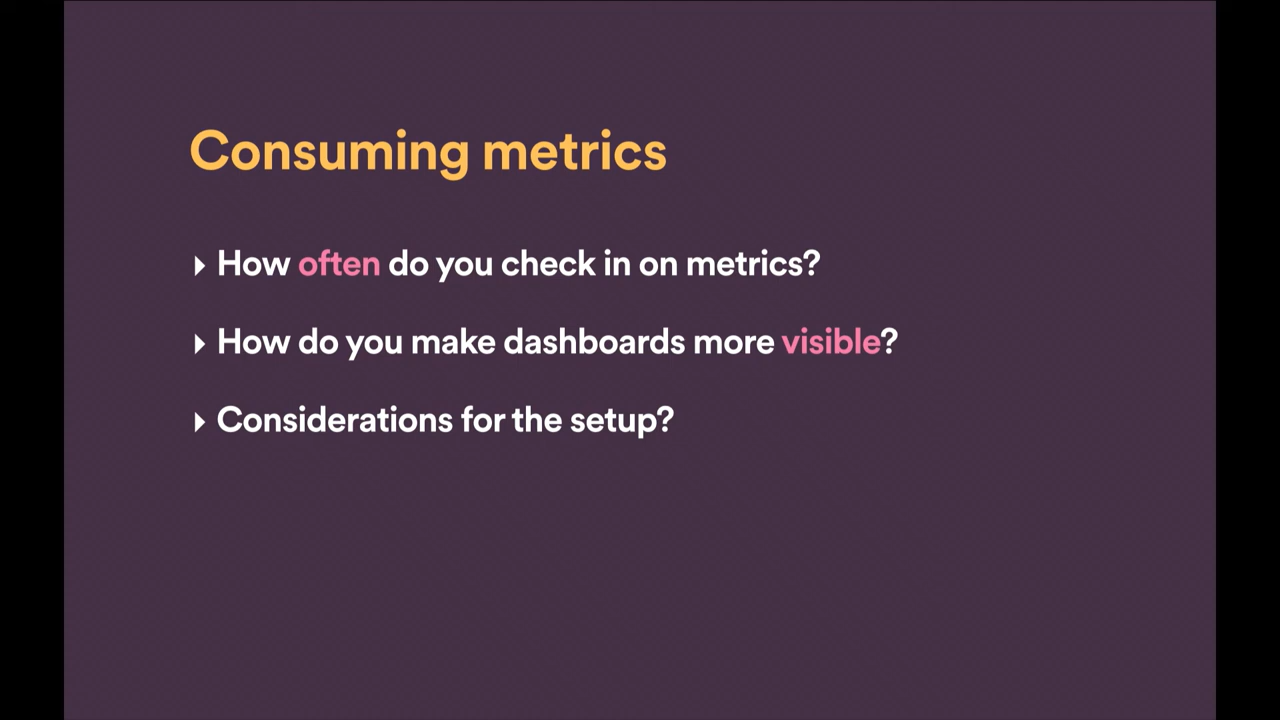 Consuming metrics
How often do you check in on metrics?
How do you make dashboards more visible?
Considerations for the setup?